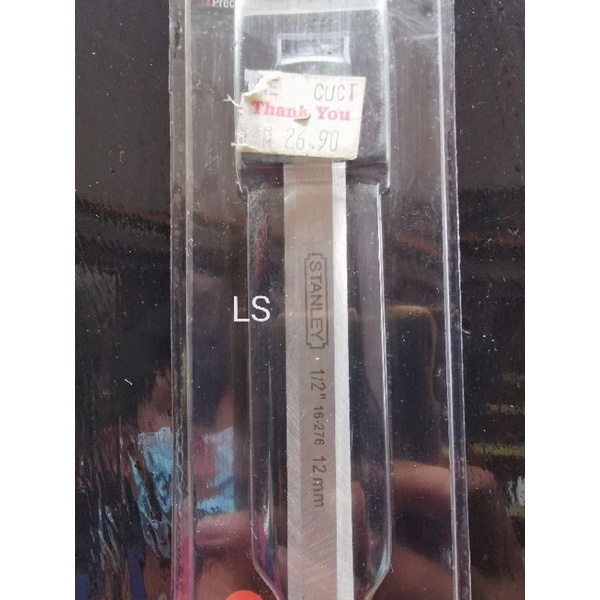 CUCT
Thank You
26.90
LS
STANLEY
1/2" 16-276 12 mm